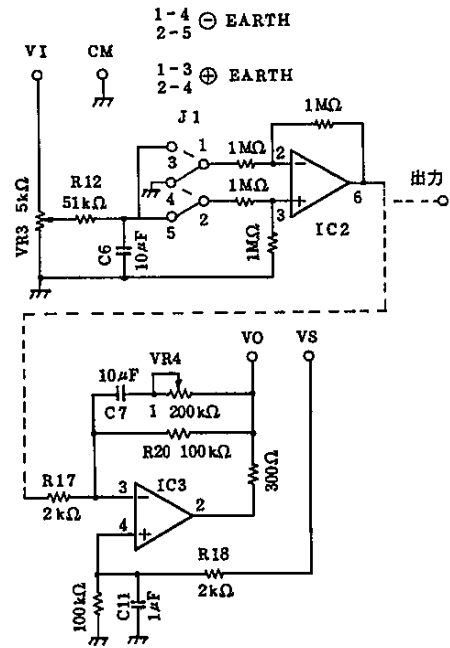 1-4 ⊖ EARTH
2-5
VI CM
1-3 ⊕ EARTH
2-4
J1
1MΩ
1
3
1MΩ
2
−
R12
51kΩ
4
1MΩ
6
出力
VR3 5kΩ
5
2
3
+
IC2
C6
10μF
1MΩ
VO VS
10μF
VR4
C7
1
200kΩ
R20 100kΩ
300Ω
R17
3
−
IC3
2
2kΩ
4
+
R18
2kΩ
100kΩ
C11
1μF